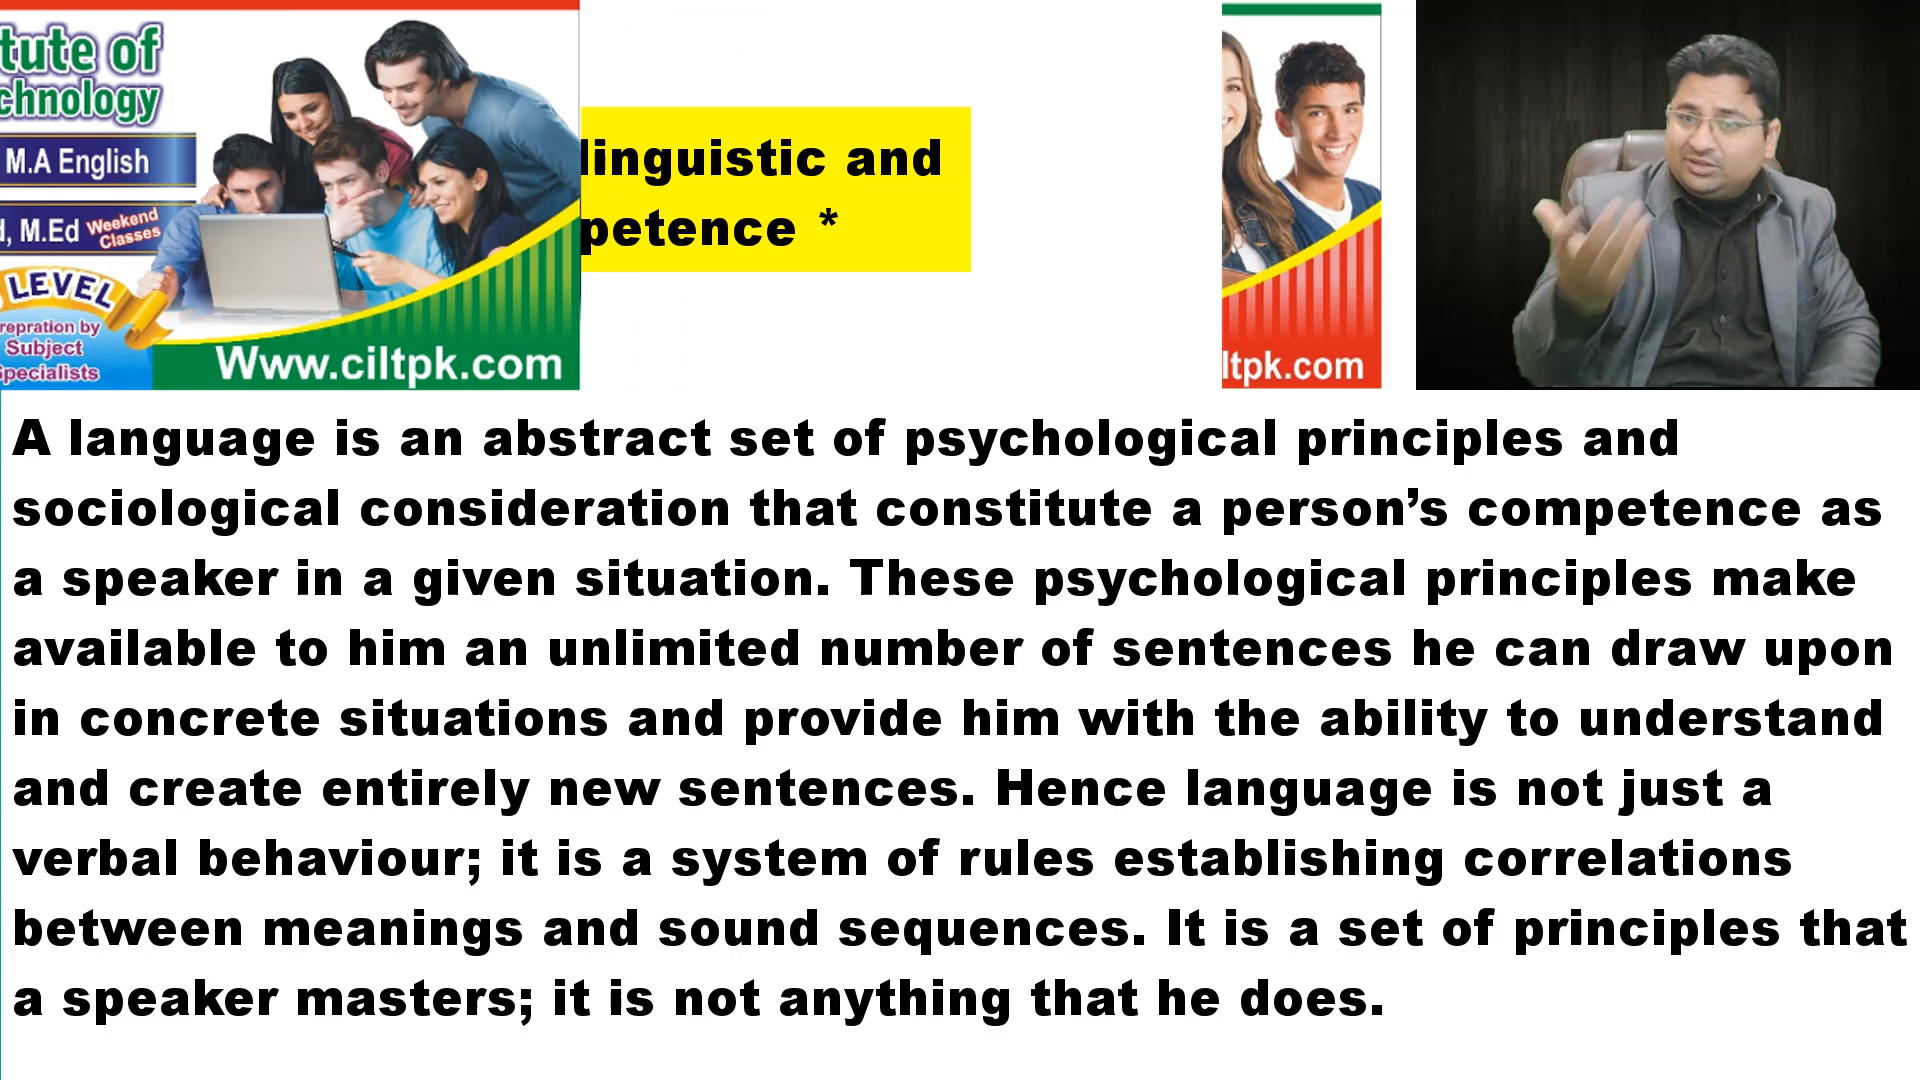 tute of
chnology
M.A English
d, M.Ed Weekend Classes
LEVEL
repration by
Subject
Specialists
Www.ciltpk.com
linguistic and
petence *
ltpk.com
A language is an abstract set of psychological principles and
sociological consideration that constitute a person’s competence as
a speaker in a given situation. These psychological principles make
available to him an unlimited number of sentences he can draw upon
in concrete situations and provide him with the ability to understand
and create entirely new sentences. Hence language is not just a
verbal behaviour; it is a system of rules establishing correlations
between meanings and sound sequences. It is a set of principles that
a speaker masters; it is not anything that he does.